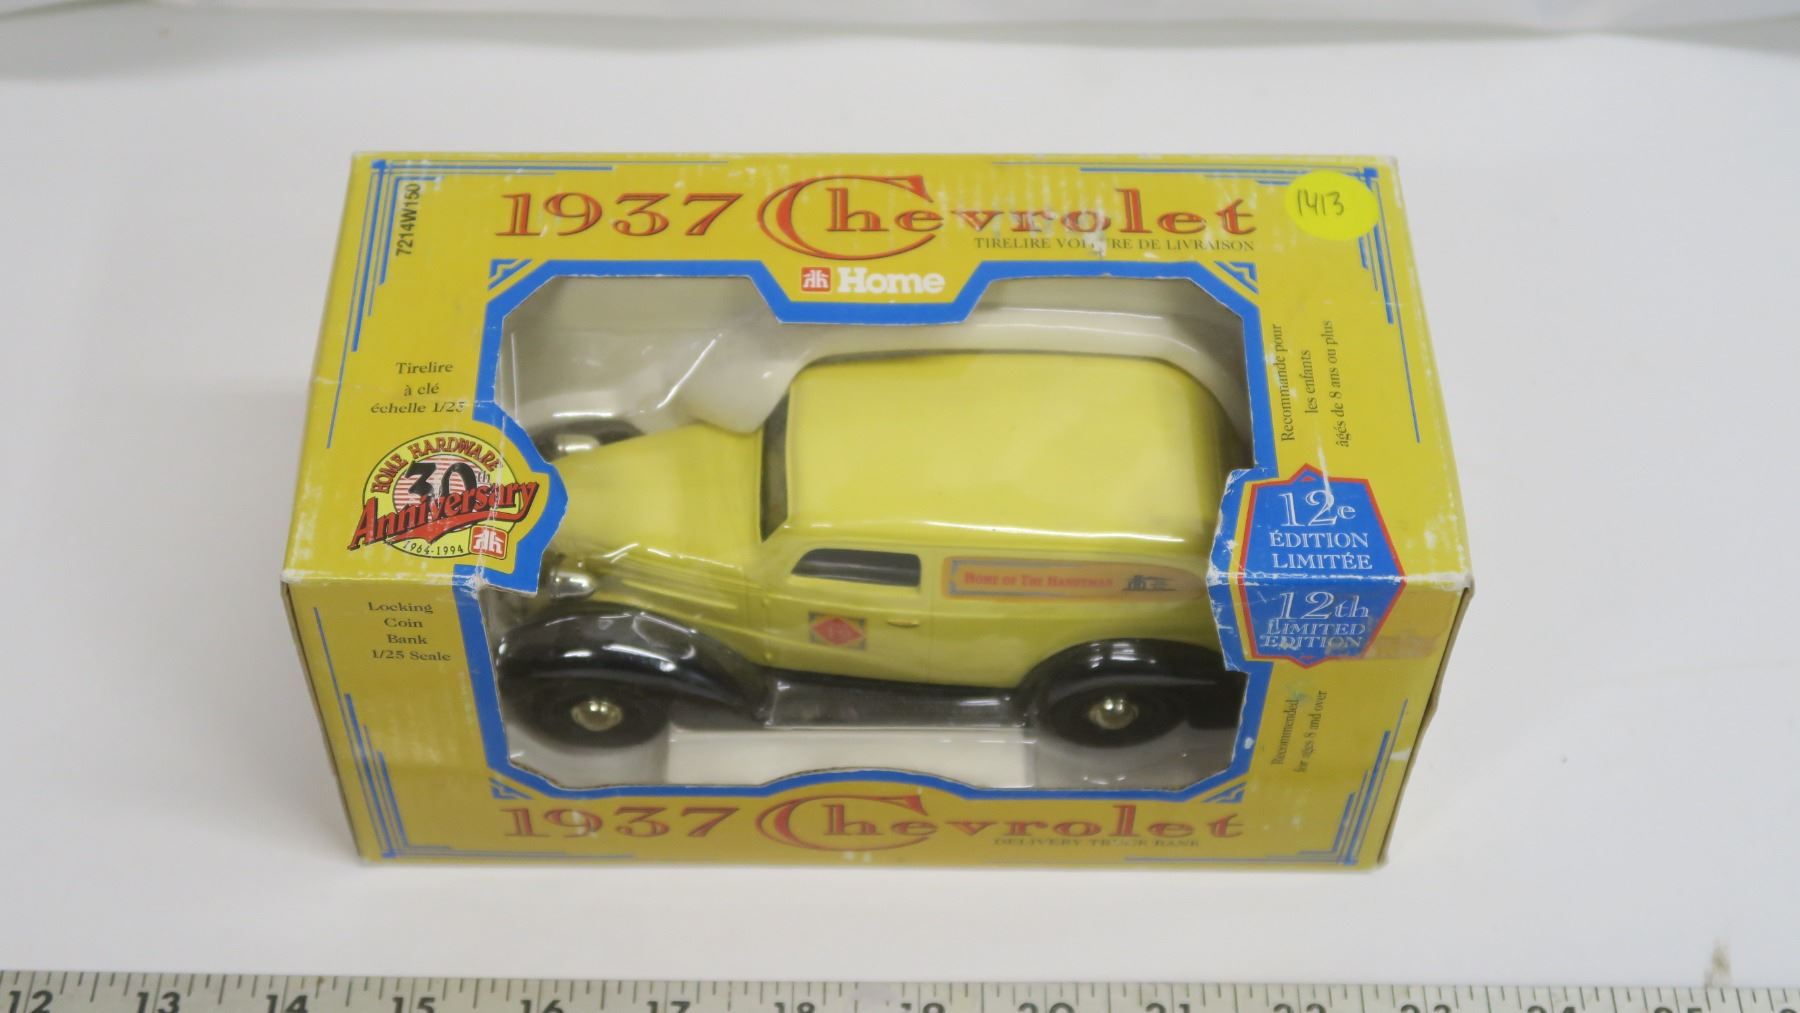 7214W150
1937 Chevrolet
1413
TIRELIRE VOITURE DE LIVRAISON
Home
Tirelire
à clé
échelle 1/25
Recommandé pour
les enfants
âgés de 8 ans ou plus
HOME HARDWARE
30th
Anniversary
1964-1994
12e
ÉDITION
LIMITÉE
12th
LIMITED
EDITION
HOME OF THE HANDYMAN
Locking
Coin
Bank
1/25 Scale
Recommended
for ages 8 and over
1937 Chevrolet
DELIVERY TRUCK BANK
12 13 14 15 16 17 18 19 20 21 22 23 24 25